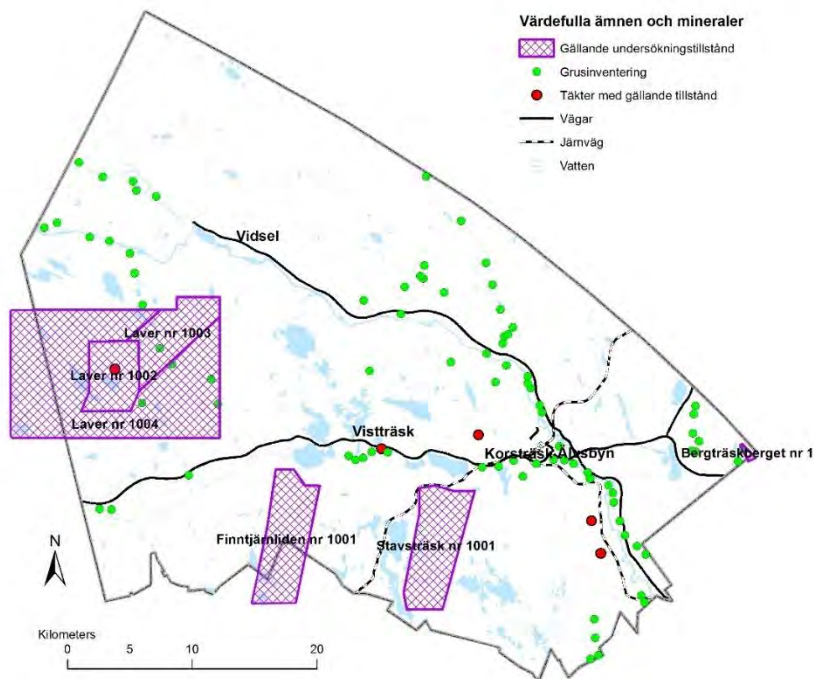 Värdefulla ämnen och mineraler
Gällande undersökningstillstånd
Grusinventering
Täkter med gällande tillstånd
Vägar
Järnväg
Vatten
Vidsel
Laver nr 1003
Laver nr 1002
Laver nr 1004
Vistträsk
Korsträsk Älvsbyn
Bergträskberget nr 1
Finntjärnliden nr 1001
Stavsträsk nr 1001
N
Kilometers
0 5 10 20